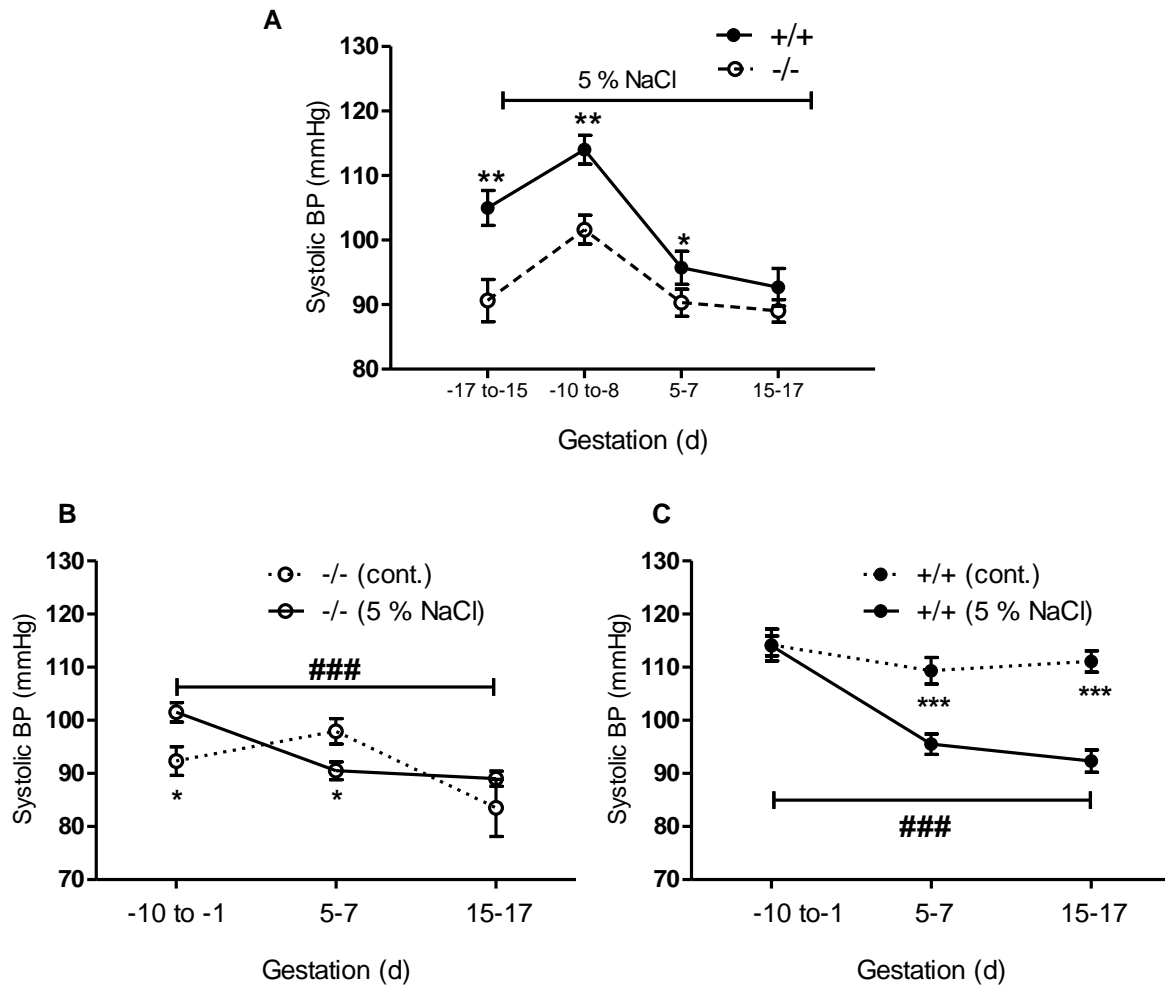 A
+/+
-/-
130
120
110
100
90
80
Systolic BP (mmHg)
5 % NaCl
**
**
*
-17 to-15
-10 to-8
5-7
15-17
Gestation (d)
B
130
120
110
100
90
80
70
Systolic BP (mmHg)
-/- (cont.)
-/- (5 % NaCl)
###
*
*
-10 to -1
5-7
15-17
Gestation (d)
C
130
120
110
100
90
80
70
Systolic BP (mmHg)
+/+ (cont.)
+/+ (5 % NaCl)
***
***
###
-10 to-1
5-7
15-17
Gestation (d)